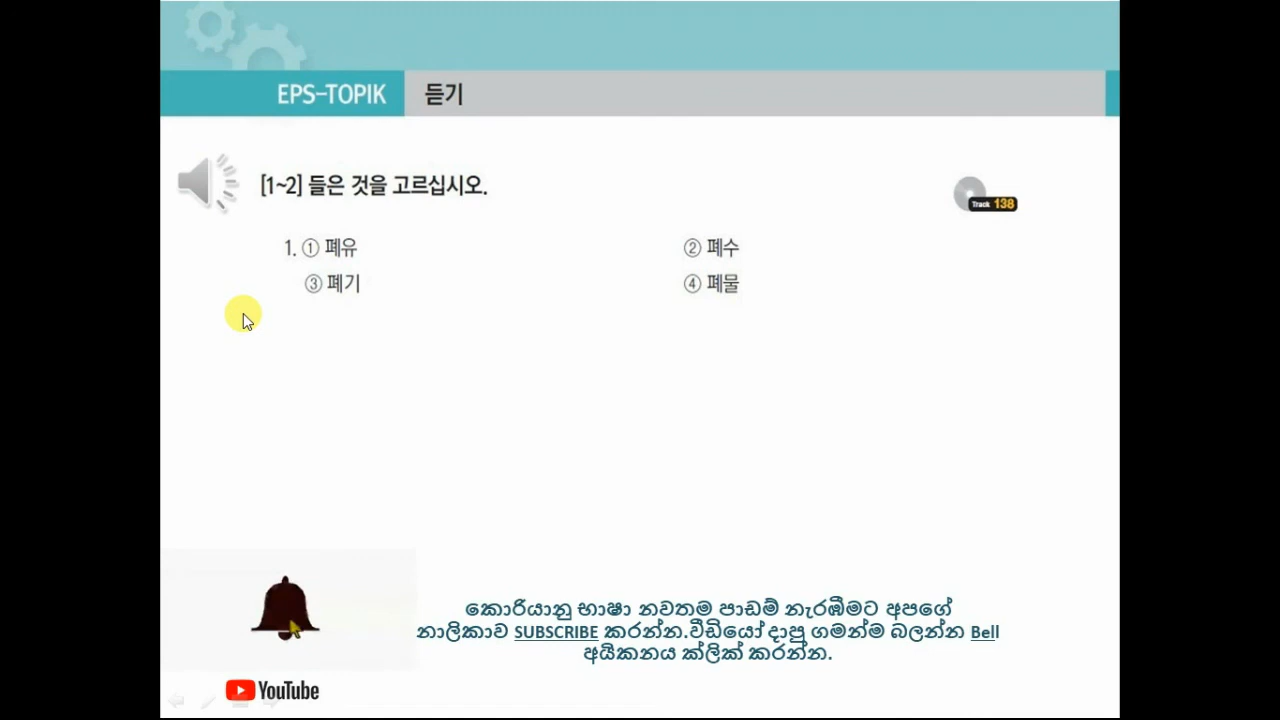 EPS-TOPIK 듣기
[1~2] 들은 것을 고르십시오.
Track 138
1. ① 폐유 ② 폐수
③ 폐기 ④ 폐물
කොරියානු භාෂා නවතම පාඩම් නැරඹීමට අපගේ
නාලිකාව SUBSCRIBE කරන්න.වීඩියෝ දාපු ගමන්ම බලන්න Bell
අයිකනය ක්ලික් කරන්න.
YouTube